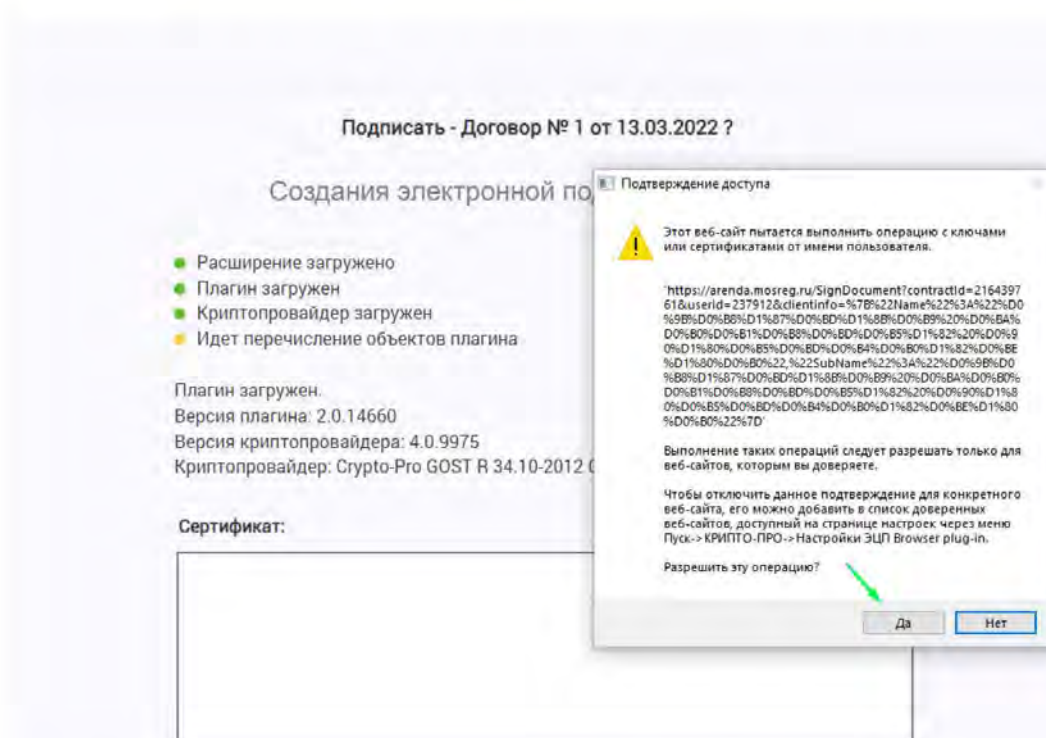 Подписать - Договор № 1 от 13.03.2022 ?
Создания электронной по
Расширение загружено
Плагин загружен
Криптопровайдер загружен
Идет перечисление объектов плагина
Плагин загружен.
Версия плагина: 2.0.14660
Версия криптопровайдера: 4.0.9975
Криптопровайдер: Crypto-Pro GOST R 34.10-2012
Сертификат:
Подтверждение доступа
Этот веб-сайт пытается выполнить операцию с ключами
или сертификатами от имени пользователя.
'https://arenda.mosreg.ru/SignDocument?contractId=2164397
61&userid=237912&clientinfo=%7B%22Name%22%3A%22%D0
%9B%D0%B8%D1%87%D0%BD%D1%8B%D0%B9%20%D0%BA%
D0%B0%D0%B1%D0%B8%D0%BD%D0%B5%D1%82%20%D0%9
0%D1%80%D0%B5%D0%BD%D0%B4%D0%B0%D1%82%D0%BE
%D1%80%D0%B0%22,%22SubName%22%3A%22%D0%9B%D0
%B8%D1%87%D0%BD%D1%8B%D0%B9%20%D0%BA%D0%B0%
D0%B1%D0%B8%D0%BD%D0%B5%D1%82%20%D0%90%D1%8
0%D0%B5%D0%BD%D0%B4%D0%B0%D1%82%D0%BE%D1%80
%D0%B0%22%7D'
Выполнение таких операций следует разрешать только для
веб-сайтов, которым вы доверяете.
Чтобы отключить данное подтверждение для конкретного
веб-сайта, его можно добавить в список доверенных
веб-сайтов, доступный на странице настроек через меню
Пуск->КРИПТО-ПРО->Настройки ЭЦП Browser plug-in.
Разрешить эту операцию?
Да
Нет